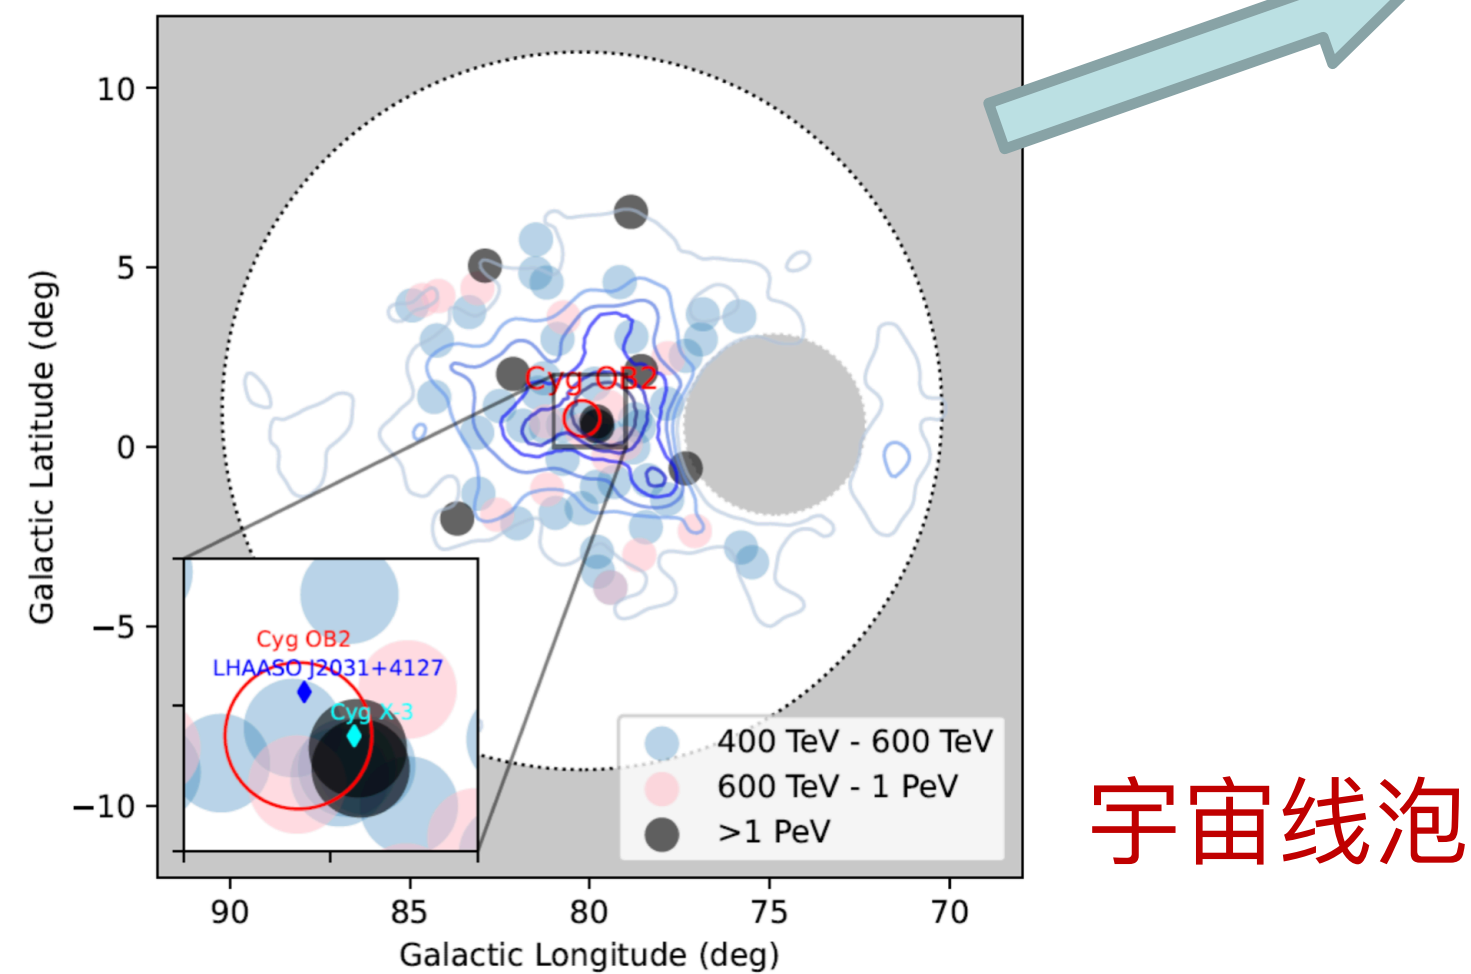 10
5
0
−5
−10
Galactic Latitude (deg)
Cyg OB2
Cyg OB2
LHAASO J2031+4127
Cyg X-3
400 TeV - 600 TeV
600 TeV - 1 PeV
>1 PeV
90
85
80
75
70
Galactic Longitude (deg)
宇宙线泡